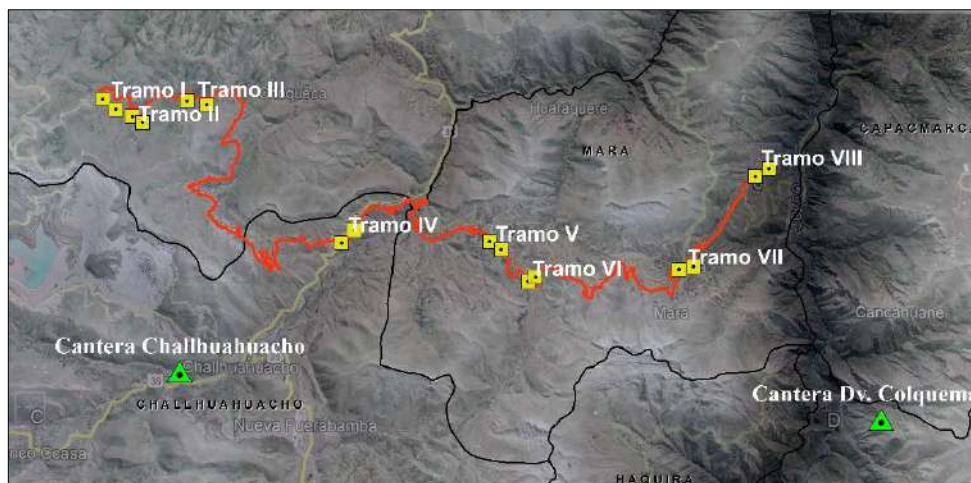 Tramo I
Tramo III
Tramo II
Huaraquere
MARA
CAPACMARCA
Tramo VIII
Tramo IV
Tramo V
Tramo VII
Tramo VI
Mara
Cancahuane
Cantera Challhuahuacho
Challhuahuacho
CHALLHUAHUACHO
Cantera Dv. Colquema
C
Nueva Fuerabamba
D
HAQUIRA